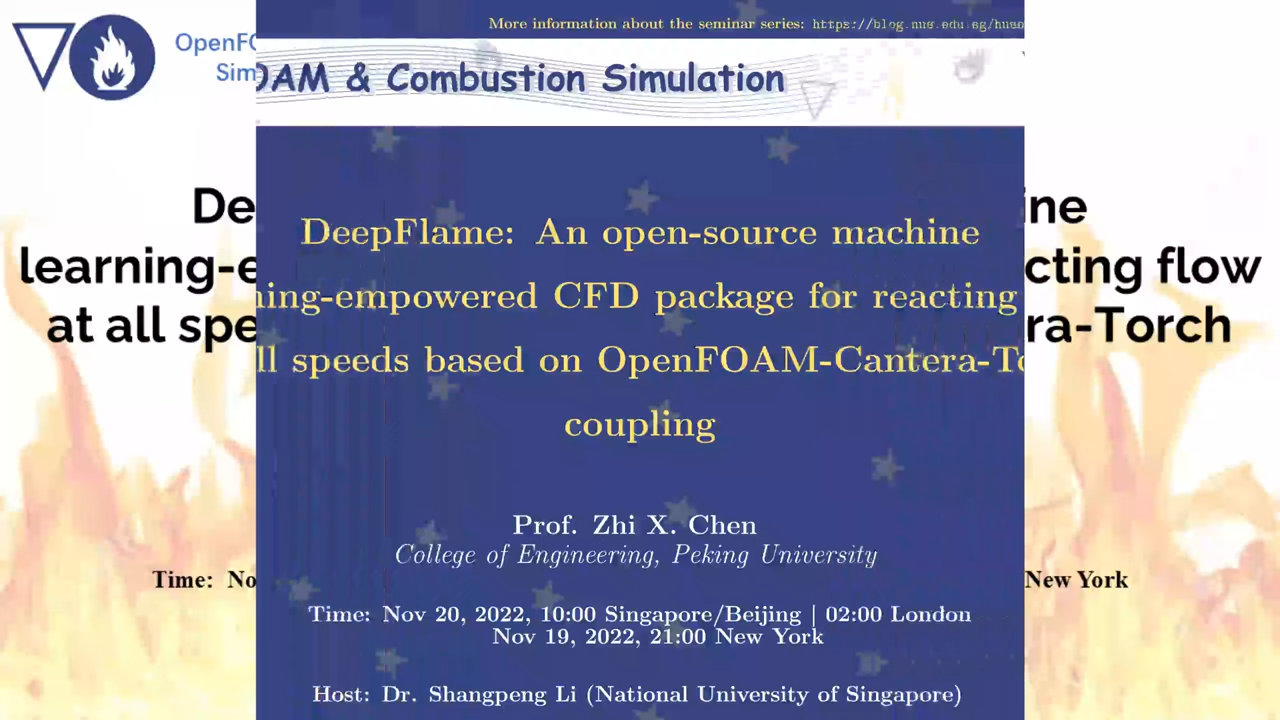 More information about the seminar series: https://blog.nus.edu.sg/huan
OpenFO
Sim
OAM & Combustion Simulation
De
ine
DeepFlame: An open-source machine
learning-e
cting flow
ning-empowered CFD package for reacting
at all spe
ra-Torch
ll speeds based on OpenFOAM-Cantera-To
coupling
Prof. Zhi X. Chen
College of Engineering, Peking University
Time: No
New York
Time: Nov 20, 2022, 10:00 Singapore/Beijing | 02:00 London
Nov 19, 2022, 21:00 New York
Host: Dr. Shangpeng Li (National University of Singapore)